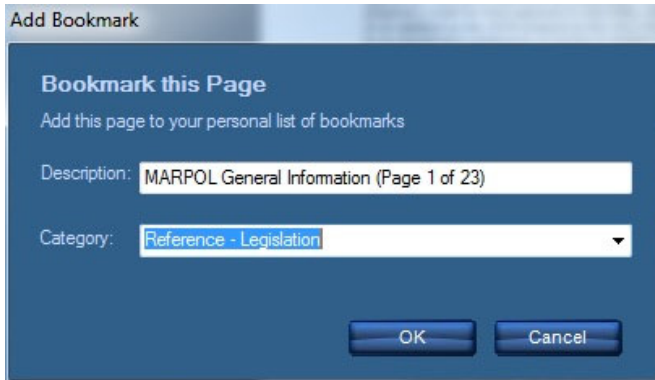 Add Bookmark
Bookmark this Page
Add this page to your personal list of bookmarks
Description: MARPOL General Information (Page 1 of 23)
Category: Reference - Legislation
OK Cancel